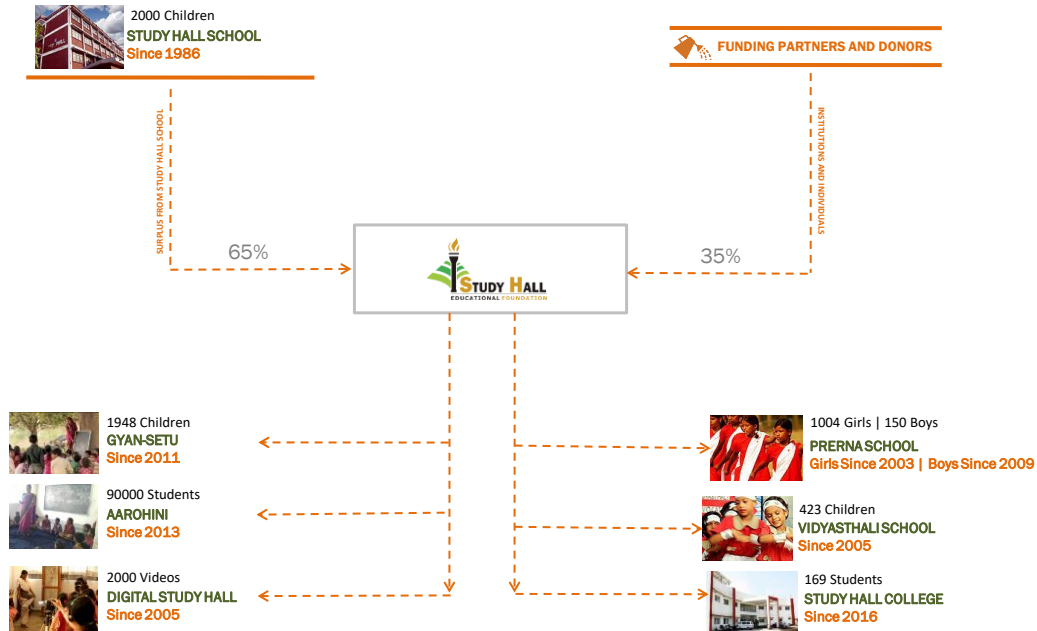 2000 Children
STUDY HALL SCHOOL
Since 1986
FUNDING PARTNERS AND DONORS
SURPLUS FROM STUDY HALL SCHOOL
INSTITUTIONS AND INDIVIDUALS
65%
35%
STUDY HALL
EDUCATIONAL FOUNDATION
1948 Children
GYAN-SETU
Since 2011
90000 Students
AAROHINI
Since 2013
2000 Videos
DIGITAL STUDY HALL
Since 2005
1004 Girls | 150 Boys
PRERNA SCHOOL
Girls Since 2003 | Boys Since 2009
423 Children
VIDYASTHALI SCHOOL
Since 2005
169 Students
STUDY HALL COLLEGE
Since 2016